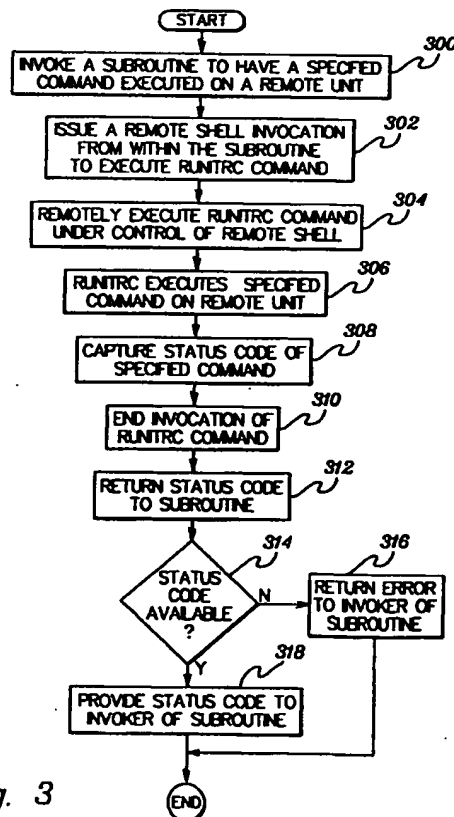 START
300
INVOKE A SUBROUTINE TO HAVE A SPECIFIED
COMMAND EXECUTED ON A REMOTE UNIT
302
ISSUE A REMOTE SHELL INVOCATION
FROM WITHIN THE SUBROUTINE
TO EXECUTE RUNITRC COMMAND
304
REMOTELY EXECUTE RUNITRC COMMAND
UNDER CONTROL OF REMOTE SHELL
306
RUNITRC EXECUTES SPECIFIED
COMMAND ON REMOTE UNIT
308
CAPTURE STATUS CODE OF
SPECIFIED COMMAND
310
END INVOCATION OF
RUNITRC COMMAND
312
RETURN STATUS CODE
TO SUBROUTINE
314
STATUS
CODE
AVAILABLE
?
N
Y
316
RETURN ERROR
TO INVOKER OF
SUBROUTINE
318
PROVIDE STATUS CODE TO
INVOKER OF SUBROUTINE
END
g. 3